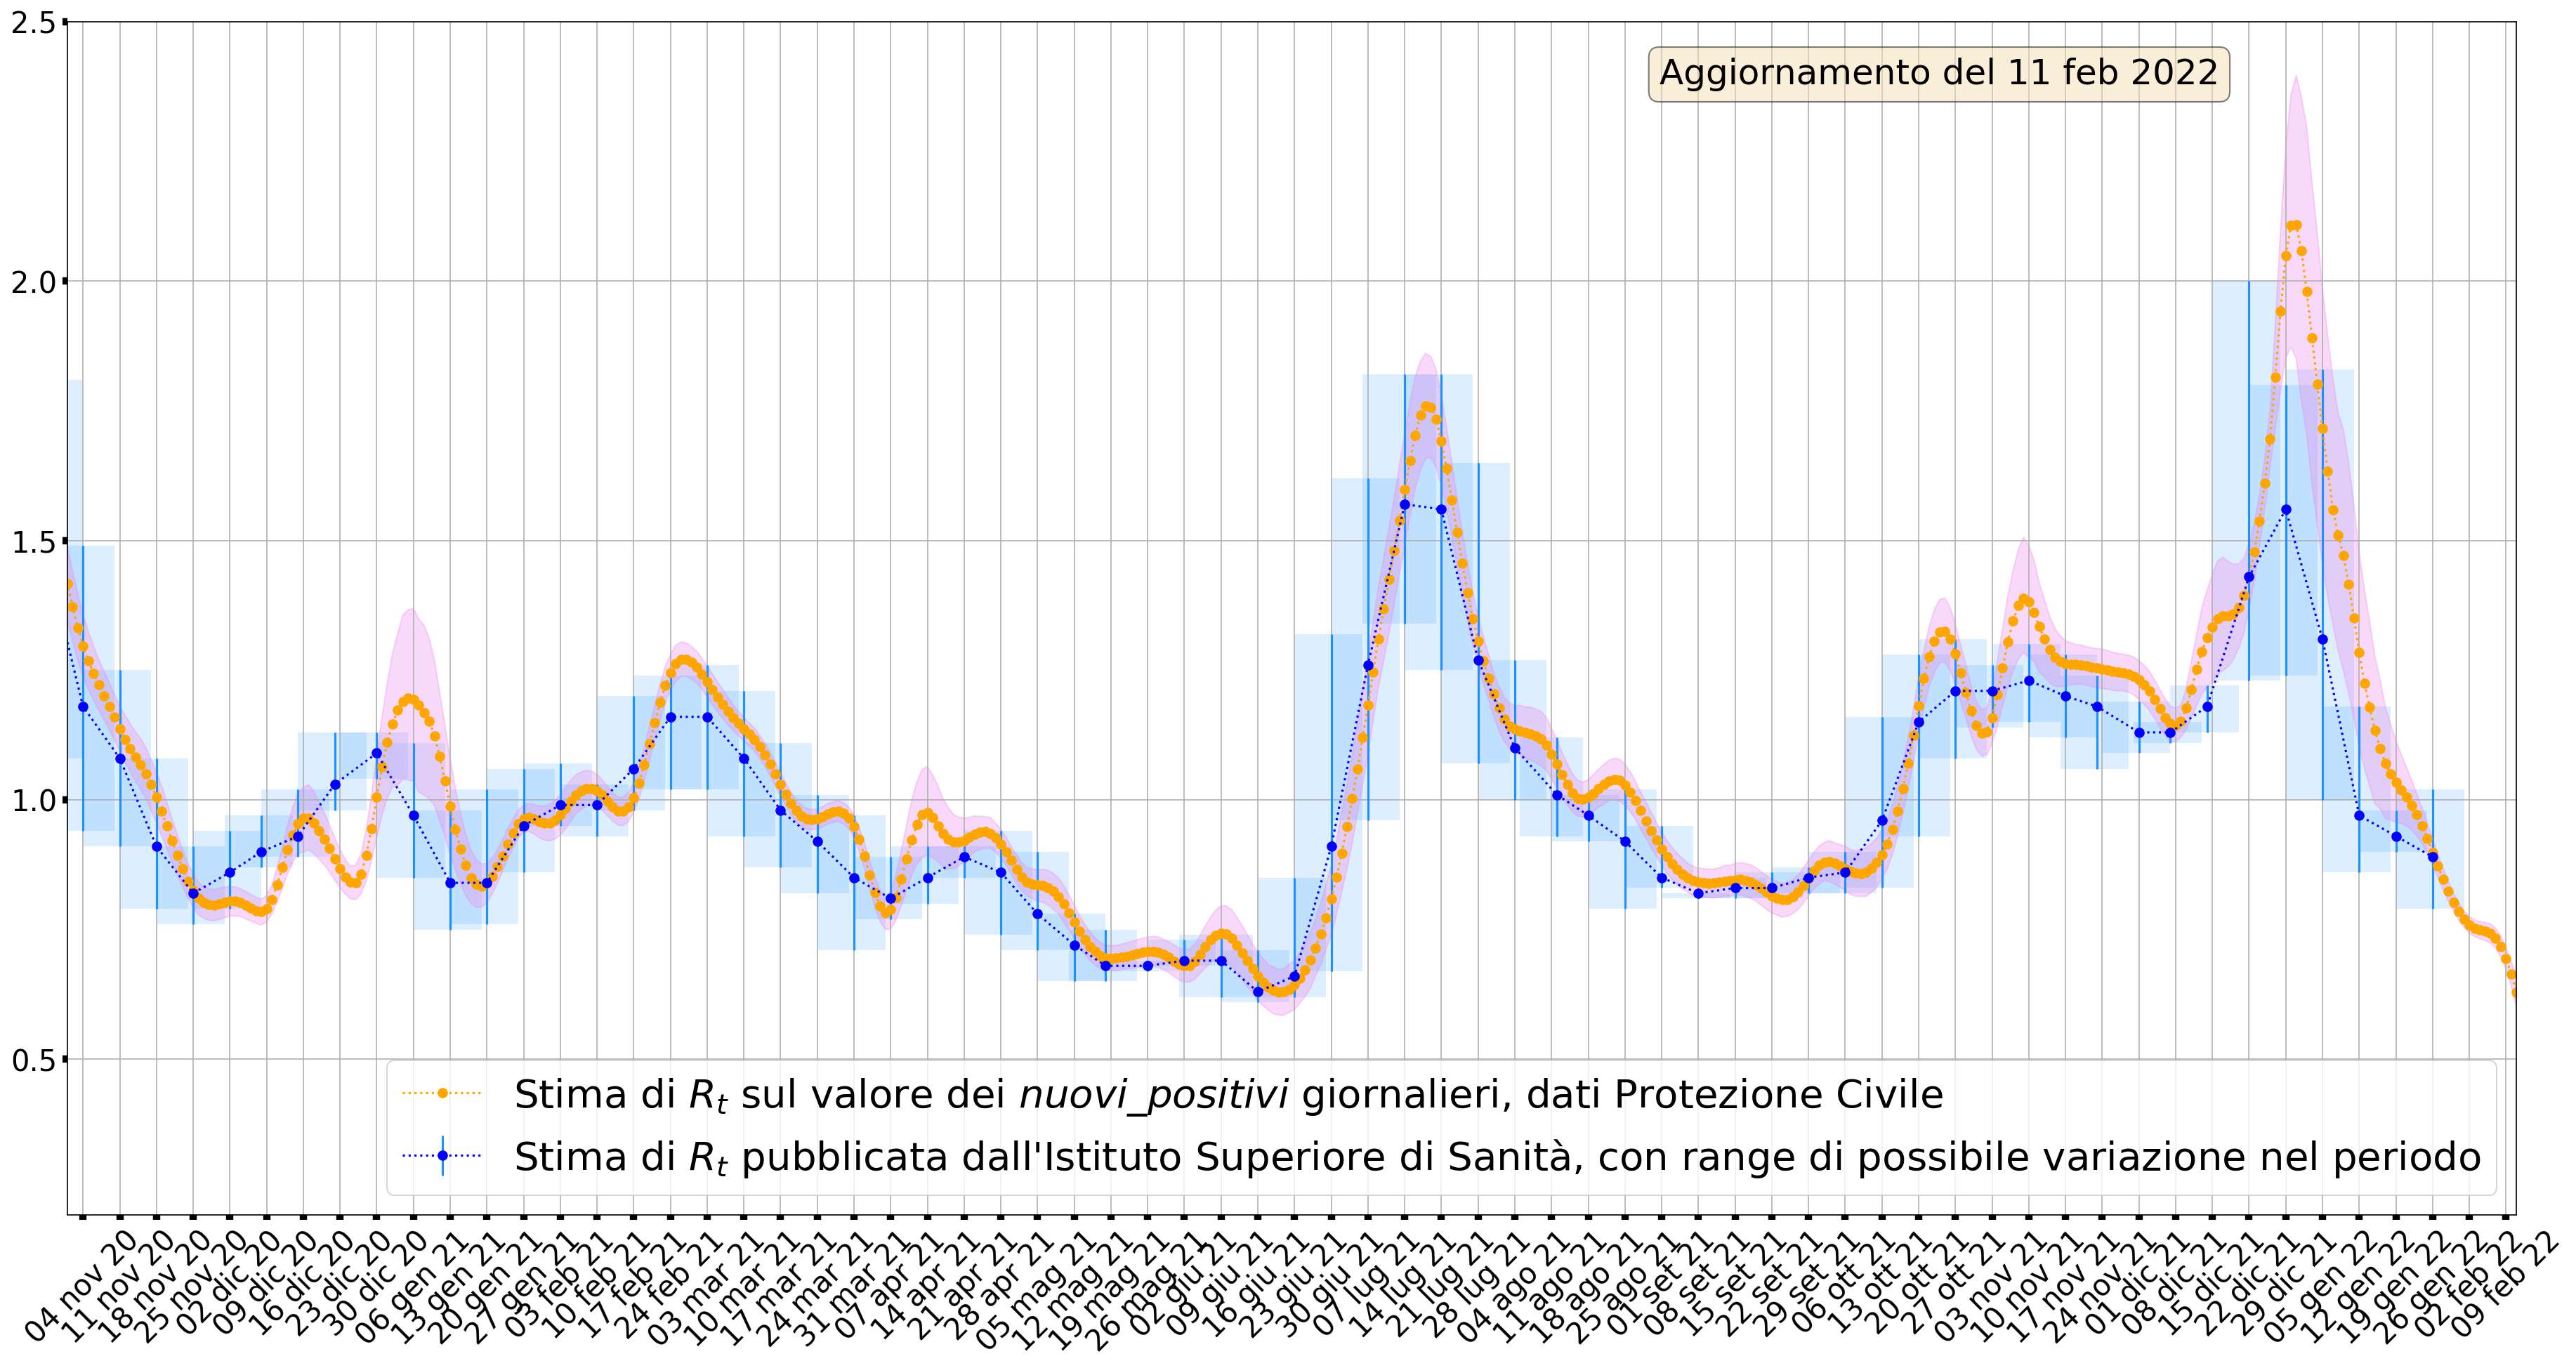 2.5
Aggiornamento del 11 feb 2022
2.0
1.5
1.0
0.5
Stima di Rt sul valore dei nuovi_positivi giornalieri, dati Protezione Civile
Stima di Rt pubblicata dall'Istituto Superiore di Sanità, con range di possibile variazione nel periodo
04 nov 20
11 nov 20
18 nov 20
25 nov 20
02 dic 20
09 dic 20
16 dic 20
23 dic 20
30 dic 20
06 gen 21
13 gen 21
20 gen 21
27 gen 21
03 feb 21
10 feb 21
17 feb 21
24 feb 21
03 mar 21
10 mar 21
17 mar 21
24 mar 21
31 mar 21
07 apr 21
14 apr 21
21 apr 21
28 apr 21
05 mag 21
12 mag 21
19 mag 21
26 mag 21
02 giu 21
09 giu 21
16 giu 21
23 giu 21
30 giu 21
07 lug 21
14 lug 21
21 lug 21
28 lug 21
04 ago 21
11 ago 21
18 ago 21
25 ago 21
01 set 21
08 set 21
15 set 21
22 set 21
29 set 21
06 ott 21
13 ott 21
20 ott 21
27 ott 21
03 nov 21
10 nov 21
17 nov 21
24 nov 21
01 dic 21
08 dic 21
15 dic 21
22 dic 21
29 dic 21
05 gen 22
12 gen 22
19 gen 22
26 gen 22
02 feb 22
09 feb 22